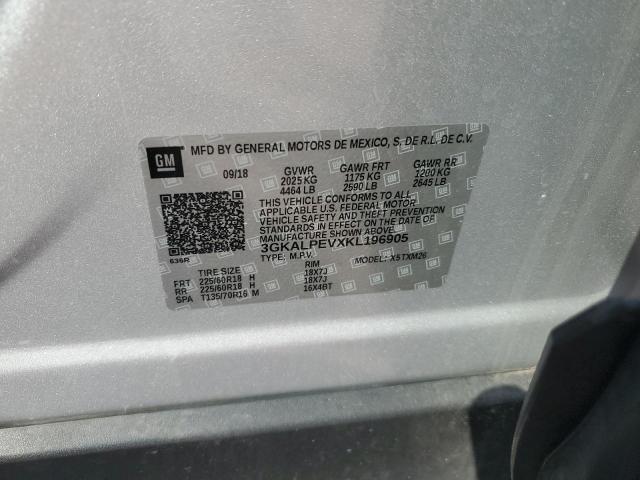 GM
MFD BY GENERAL MOTORS DE MEXICO, S. DE R.L. DE C.V.
09/18 GVWR GAWR FRT GAWR RR
2025 KG 1175 KG 1200 KG
4464 LB 2590 LB 2645 LB
THIS VEHICLE CONFORMS TO ALL
APPLICABLE U.S. FEDERAL MOTOR
VEHICLE SAFETY AND THEFT PREVENTION
STANDARDS IN EFFECT ON THE DATE OF
MANUFACTURE SHOWN ABOVE.
3GKALPEVXKL196905
636R TYPE: M.P.V. MODEL: X5TXM26
TIRE SIZE RIM
FRT 225/60R18 H 18X7J
RR 225/60R18 H 18X7J
SPA T135/70R16 M 16X4BT